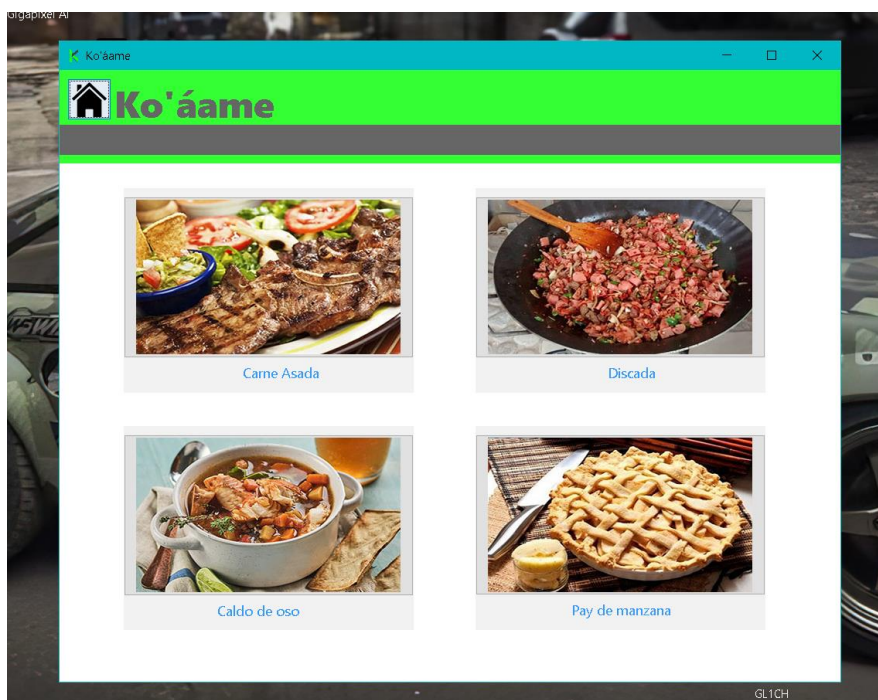 Gigapixel AI
Ko'áame
Ko'áame
Carne Asada
Discada
Caldo de oso
Pay de manzana
GL1CH